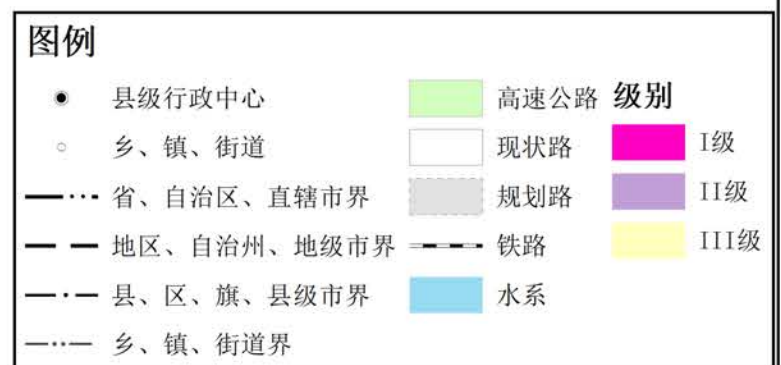 图例
县级行政中心
乡、镇、街道
省、自治区、直辖市界
地区、自治州、地级市界
县、区、旗、县级市界
乡、镇、街道界
高速公路
现状路
规划路
铁路
水系
级别
I级
II级
III级